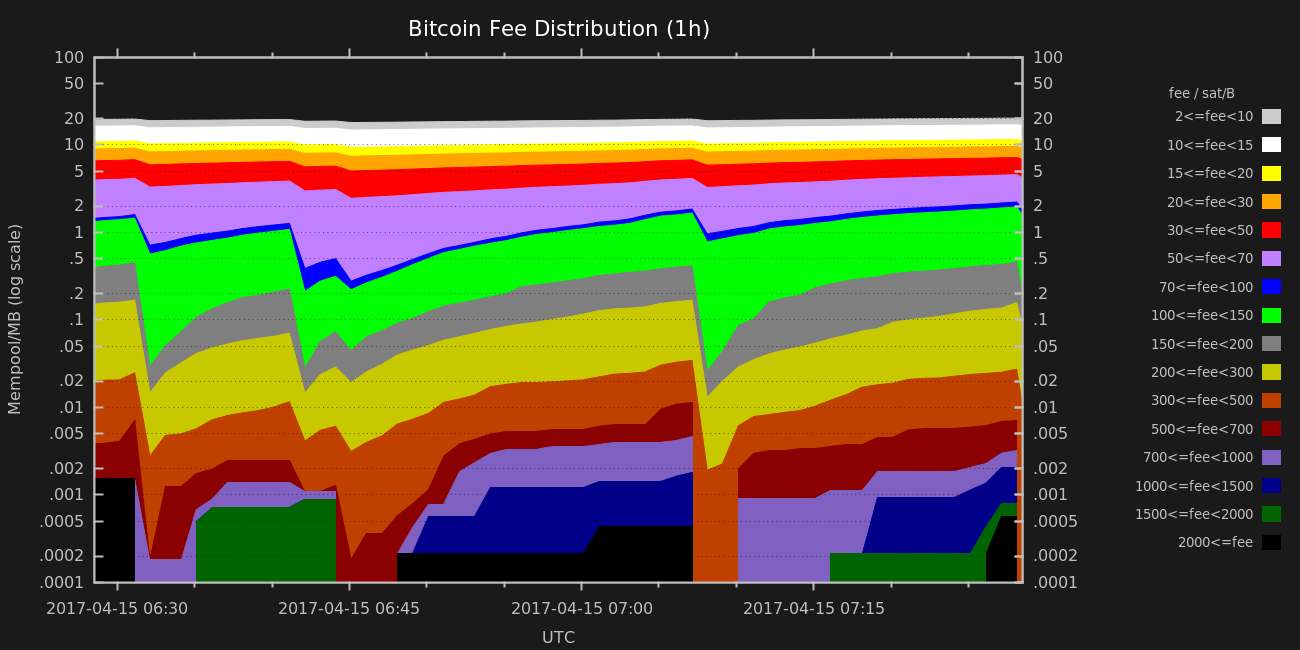 Bitcoin Fee Distribution (1h)
Mempool/MB (log scale)
100
50
20
10
5
2
1
.5
.2
.1
.05
.02
.01
.005
.002
.001
.0005
.0002
.0001
100
50
20
10
5
2
1
.5
.2
.1
.05
.02
.01
.005
.002
.001
.0005
.0002
.0001
2017-04-15 06:30
2017-04-15 06:45
2017-04-15 07:00
2017-04-15 07:15
UTC
fee / sat/B
2<=fee<10
10<=fee<15
15<=fee<20
20<=fee<30
30<=fee<50
50<=fee<70
70<=fee<100
100<=fee<150
150<=fee<200
200<=fee<300
300<=fee<500
500<=fee<700
700<=fee<1000
1000<=fee<1500
1500<=fee<2000
2000<=fee